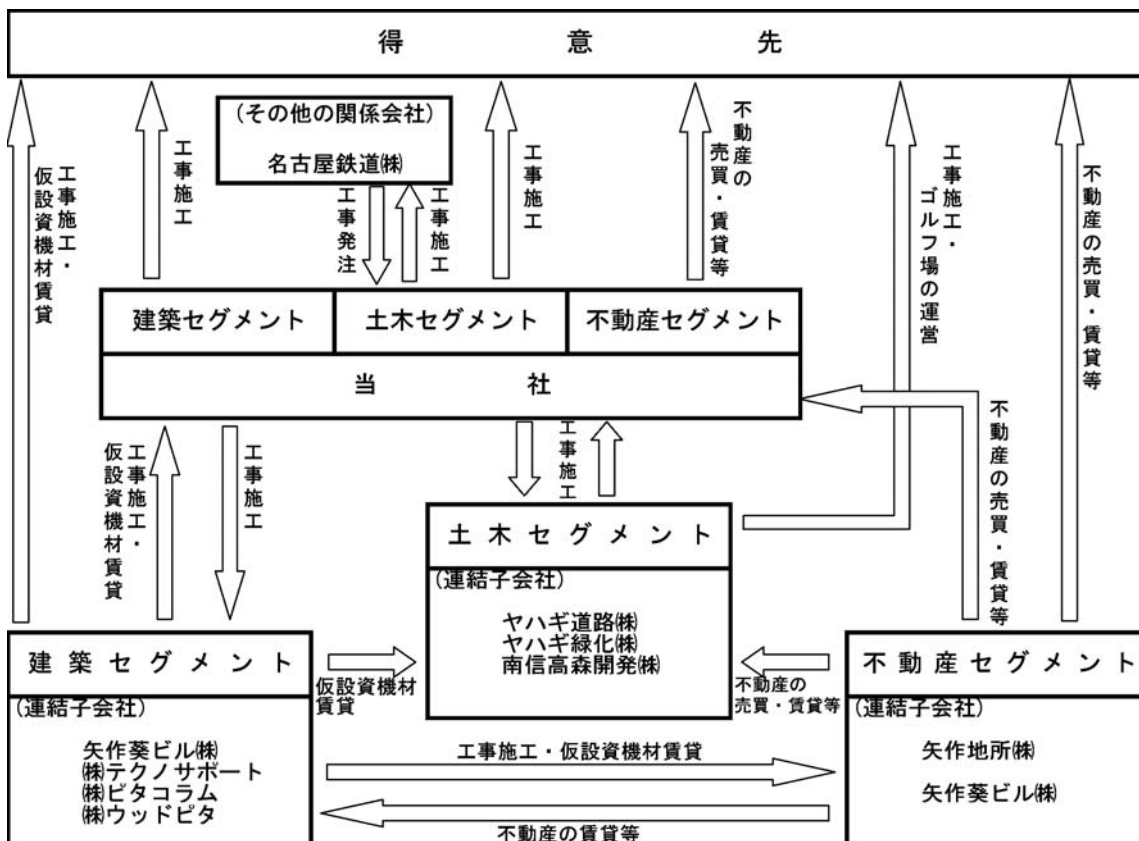 得意先
(その他の関係会社)
名古屋鉄道㈱
工事施工・
仮設資機材賃貸
工事施工
工事発注
工事施工
工事施工
不動産の
売買・賃貸等
工事施工・
ゴルフ場の運営
不動産の売買・賃貸等
建築セグメント
土木セグメント
不動産セグメント
当社
工事施工・
仮設資機材賃貸
工事施工
工事施工
不動産の売買・賃貸等
土木セグメント
(連結子会社)
ヤハギ道路㈱
ヤハギ緑化㈱
南信高森開発㈱
建築セグメント
(連結子会社)
矢作葵ビル㈱
㈱テクノサポート
㈱ピタコラム
㈱ウッドピタ
仮設資機材
賃貸
不動産の
売買・賃貸等
不動産セグメント
(連結子会社)
矢作地所㈱
矢作葵ビル㈱
工事施工・仮設資機材賃貸
不動産の賃貸等